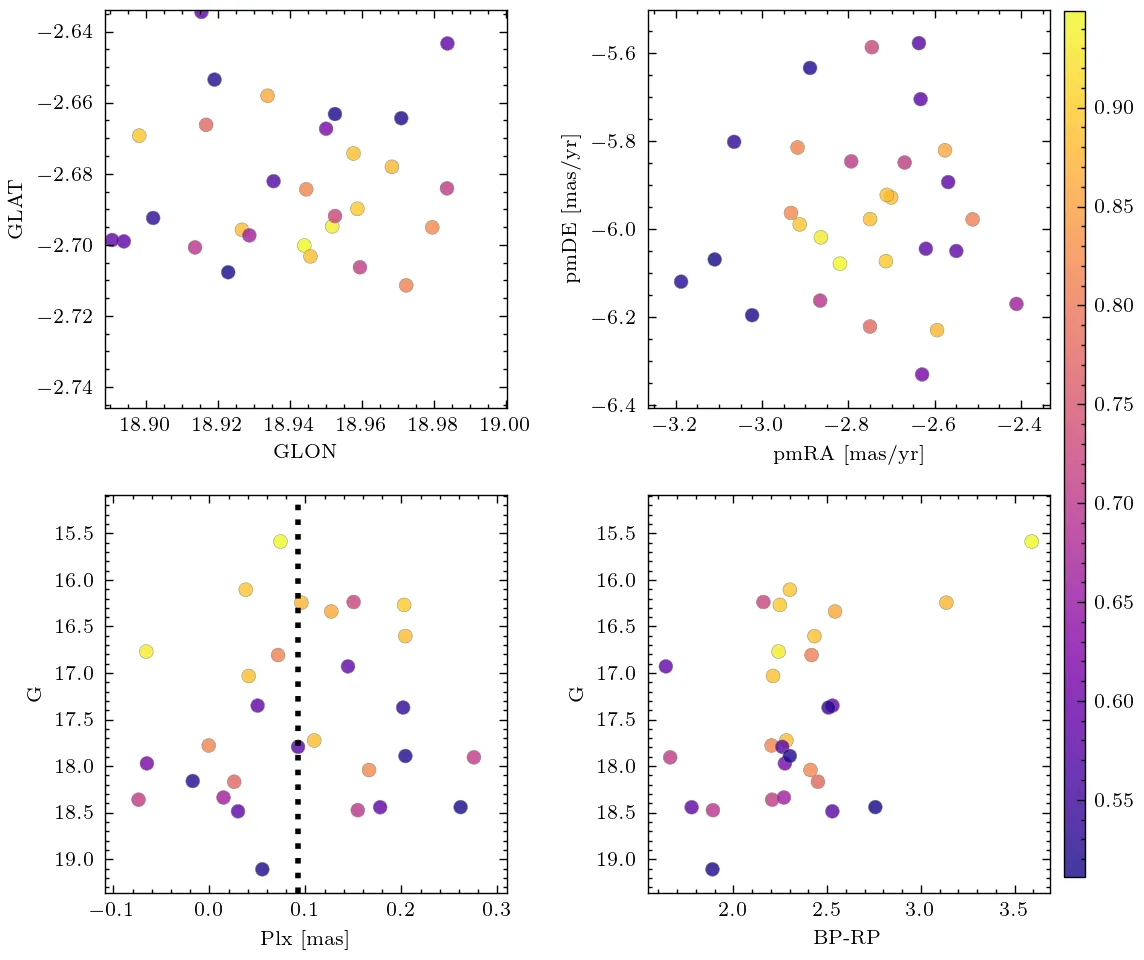 −2.64
−2.66
−2.68
−2.70
−2.72
−2.74
GLAT
18.90 18.92 18.94 18.96 18.98 19.00
GLON
−5.6
−5.8
−6.0
−6.2
−6.4
pmDE [mas/yr]
−3.2 −3.0 −2.8 −2.6 −2.4
pmRA [mas/yr]
0.90
0.85
0.80
0.75
0.70
0.65
0.60
0.55
15.5
16.0
16.5
17.0
17.5
18.0
18.5
19.0
G
−0.1 0.0 0.1 0.2 0.3
Plx [mas]
15.5
16.0
16.5
17.0
17.5
18.0
18.5
19.0
G
2.0 2.5 3.0 3.5
BP-RP